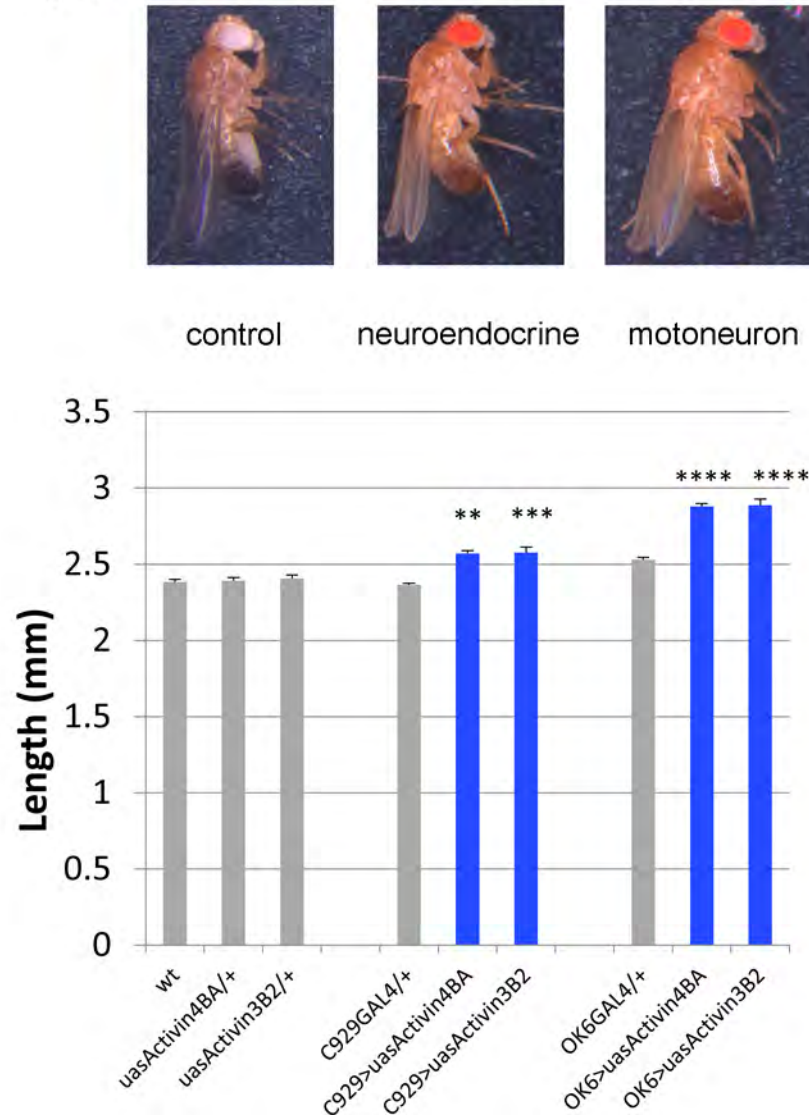 control neuroendocrine motoneuron
3.5
3
2.5
2
1.5
1
0.5
0
Length (mm)
** *** **** ****
wt
uasActivin4BA/+
uasActivin3B2/+
C929GAL4/+
C929>uasActivin4BA
C929>uasActivin3B2
OK6GAL4/+
OK6>uasActivin4BA
OK6>uasActivin3B2